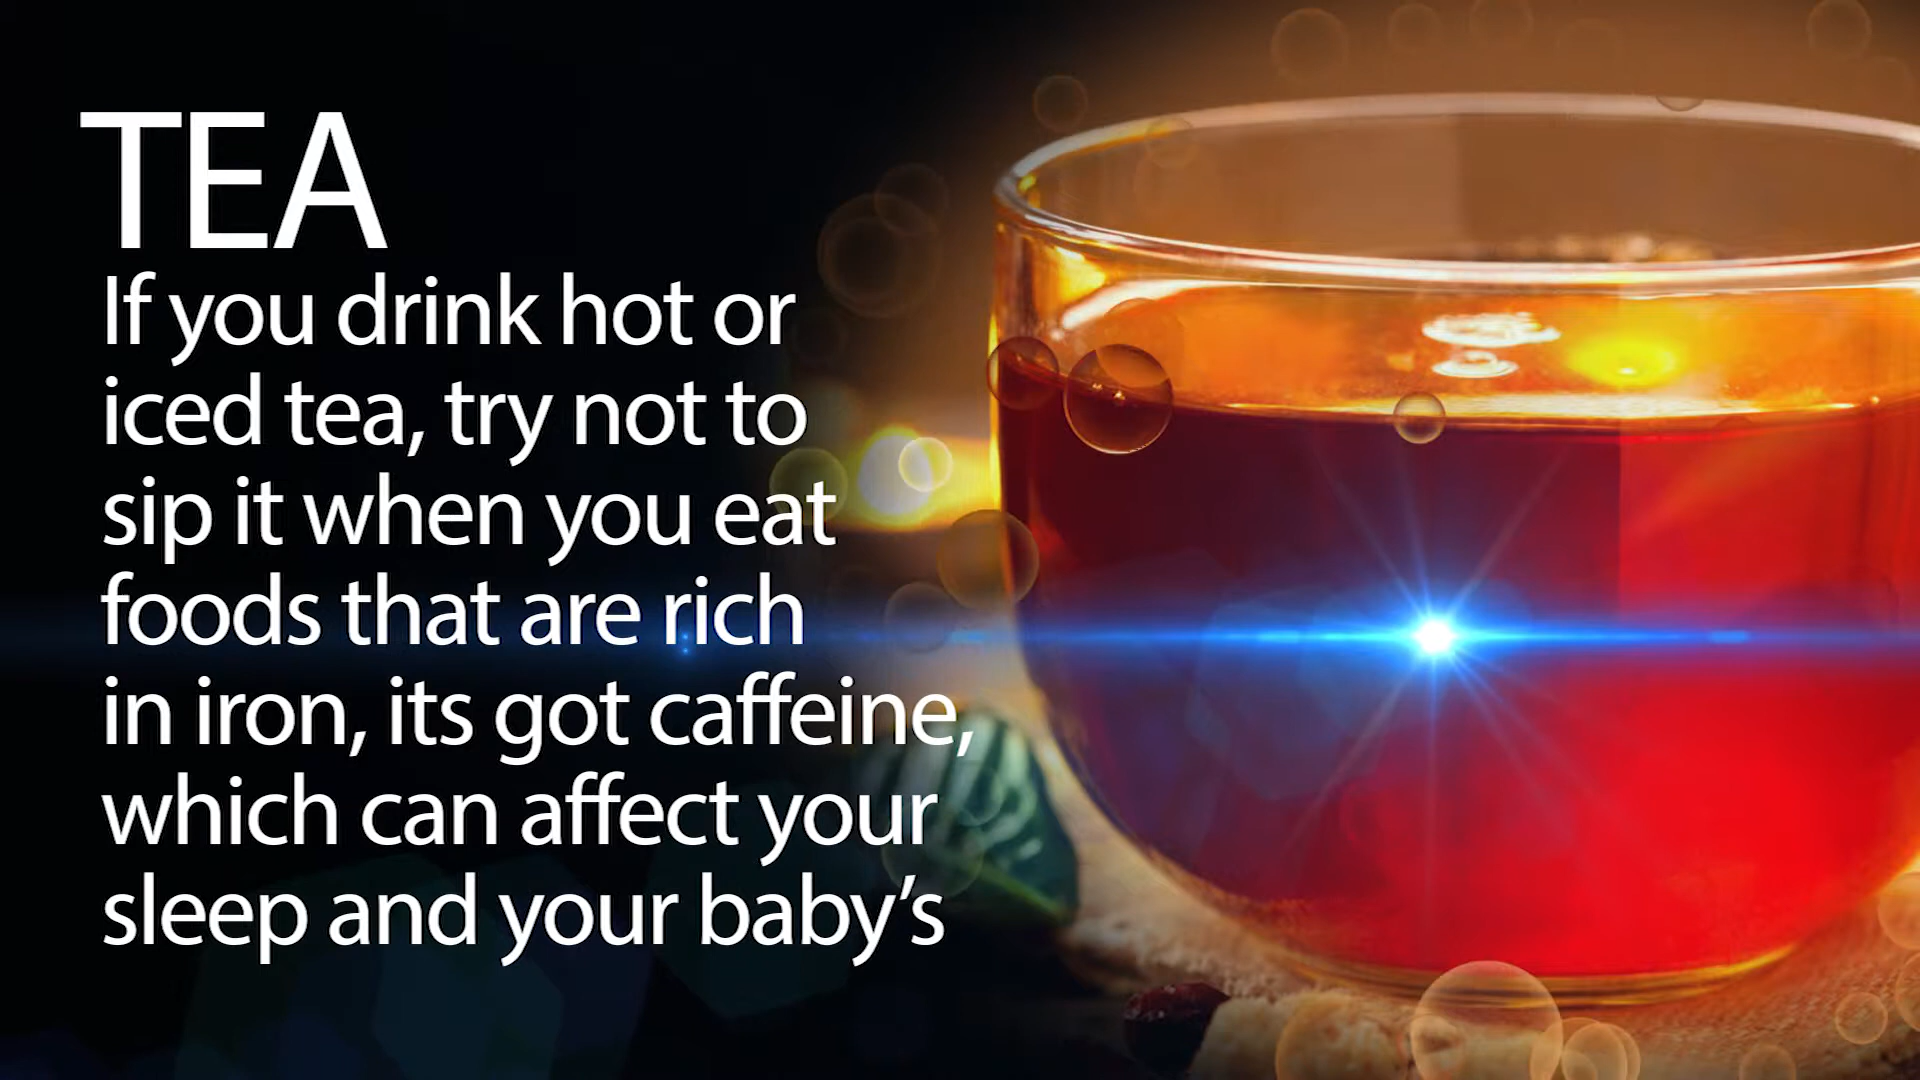 TEA
If you drink hot or
iced tea, try not to
sip it when you eat
foods that are rich
in iron, its got caffeine,
which can affect your
sleep and your baby’s